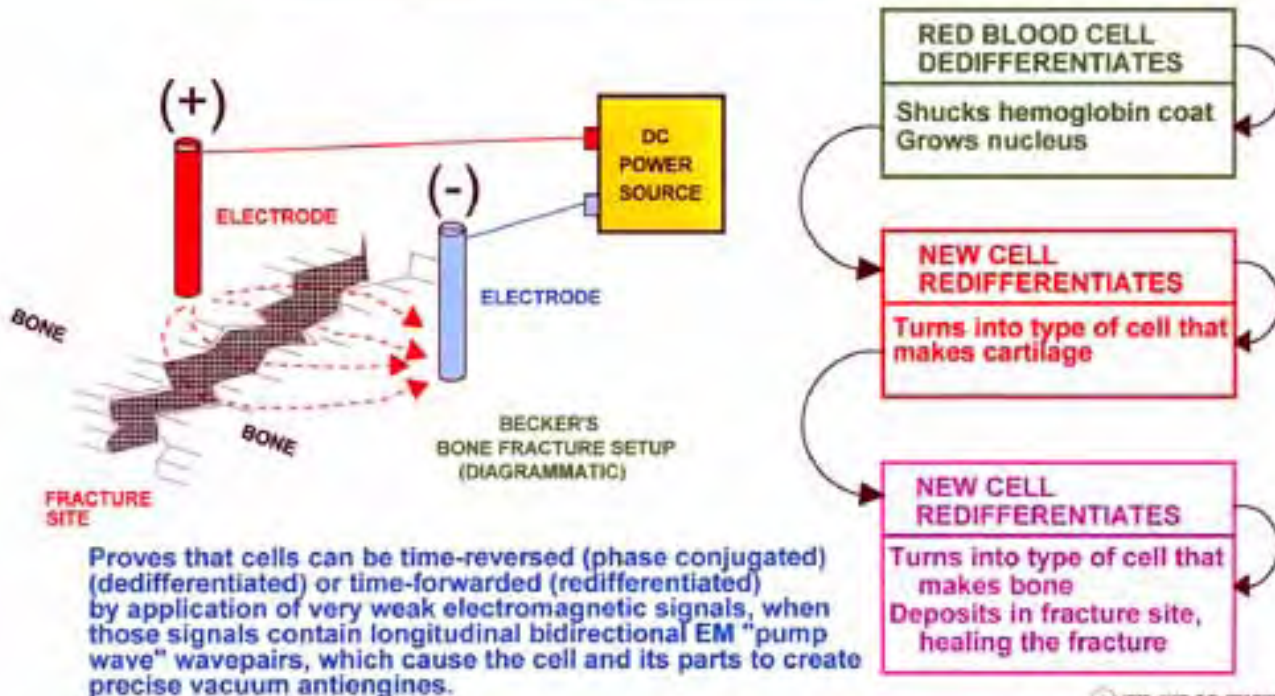 (+)
DC
POWER
SOURCE
(-)
ELECTRODE
ELECTRODE
BONE
BONE
BECKER'S
BONE FRACTURE SETUP
(DIAGRAMMATIC)
FRACTURE
SITE
Proves that cells can be time-reversed (phase conjugated)
(dedifferentiated) or time-forwarded (redifferentiated)
by application of very weak electromagnetic signals, when
those signals contain longitudinal bidirectional EM "pump
wave" wavepairs, which cause the cell and its parts to create
precise vacuum antiengines.
RED BLOOD CELL
DEDIFFERENTIATES
Shucks hemoglobin coat
Grows nucleus
NEW CELL
REDIFFERENTIATES
Turns into type of cell that
makes cartilage
NEW CELL
REDIFFERENTIATES
Turns into type of cell that
makes bone
Deposits in fracture site,
healing the fracture